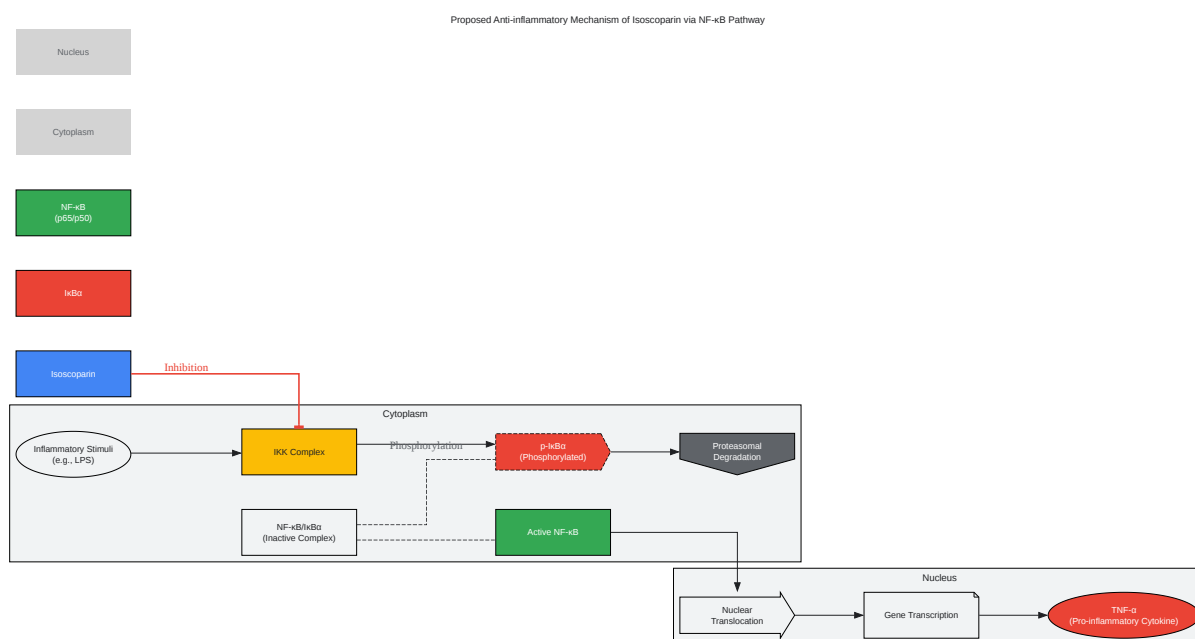 Proposed Anti-inflammatory Mechanism of Isoscoparin via NF-κB Pathway
Nucleus
Cytoplasm
NF-κB
(p65/p50)
IκBα
Isoscoparin
Inhibition
Cytoplasm
Inflammatory Stimuli
(e.g., LPS)
IKK Complex
Phosphorylation
p-IκBα
(Phosphorylated)
Proteasomal
Degradation
NF-κB/IκBα
(Inactive Complex)
Active NF-κB
Nucleus
Nuclear
Translocation
Gene Transcription
TNF-α
(Pro-inflammatory Cytokine)